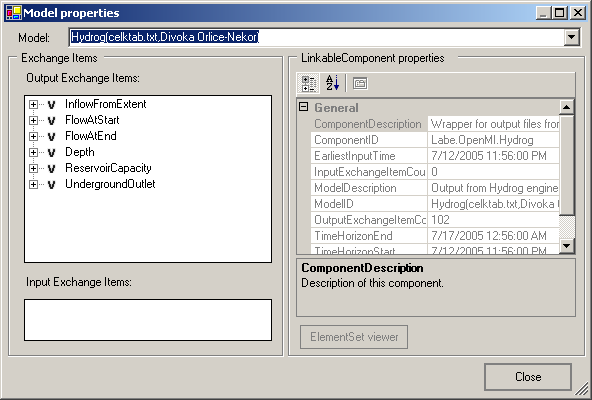 Model properties
Model: Hydrog(celktab.txt,Divoka Orlice-Nekor)
Exchange Items
Output Exchange Items:
InflowFromExtent
FlowAtStart
FlowAtEnd
Depth
ReservoirCapacity
UndergroundOutlet
Input Exchange Items:
LinkableComponent properties
General
ComponentDescription Wrapper for output files fron
ComponentID Labe.OpenMI.Hydrog
EarliestInputTime 7/12/2005 11:56:00 PM
InputExchangeItemCou 0
ModelDescription Output from Hydrog engine
ModelID Hydrog(celktab.txt,Divoka
OutputExchangeItemCc 102
TimeHorizonEnd 7/17/2005 12:56:00 AM
TimeHorizonStart 7/12/2005 11:56:00 PM
ComponentDescription
Description of this component.
ElementSet viewer
Close